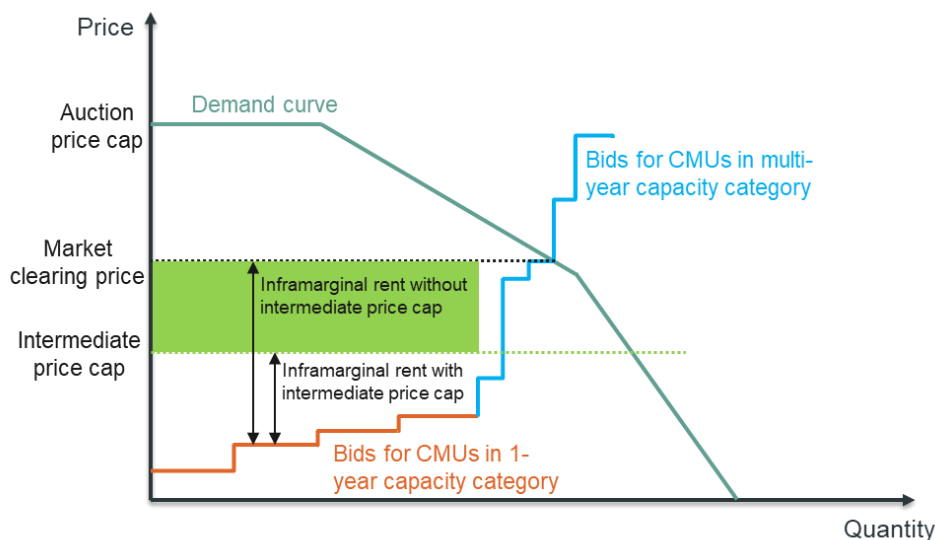 Price
Auction
price cap
Demand curve
Bids for CMUs in multi-
year capacity category
Market
clearing price
Inframarginal rent without
intermediate price cap
Intermediate
price cap
Inframarginal rent with
intermediate price cap
Bids for CMUs in 1-
year capacity category
Quantity